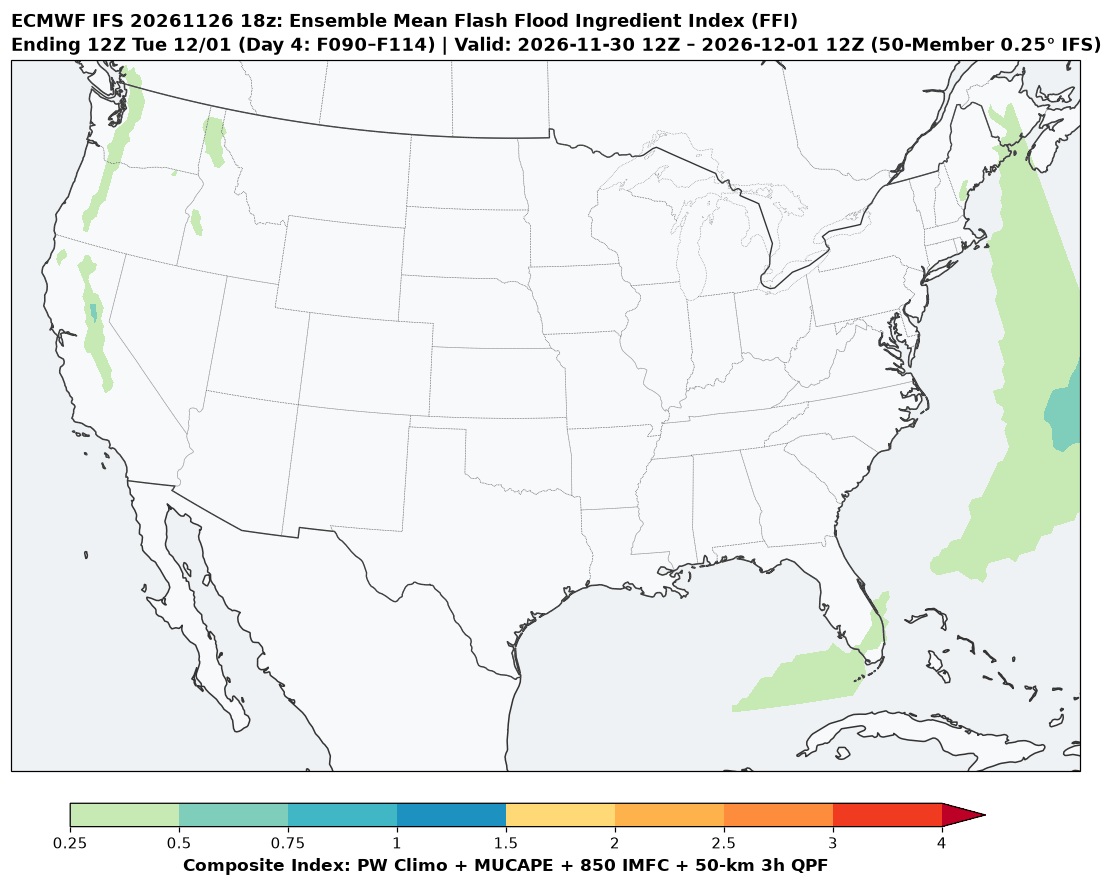 ECMWF IFS 20261126 18z: Ensemble Mean Flash Flood Ingredient Index (FFI)
Ending 12Z Tue 12/01 (Day 4: F090–F114) | Valid: 2026-11-30 12Z – 2026-12-01 12Z (50-Member 0.25° IFS)
0.25 0.5 0.75 1 1.5 2 2.5 3 4
Composite Index: PW Climo + MUCAPE + 850 IMFC + 50-km 3h QPF